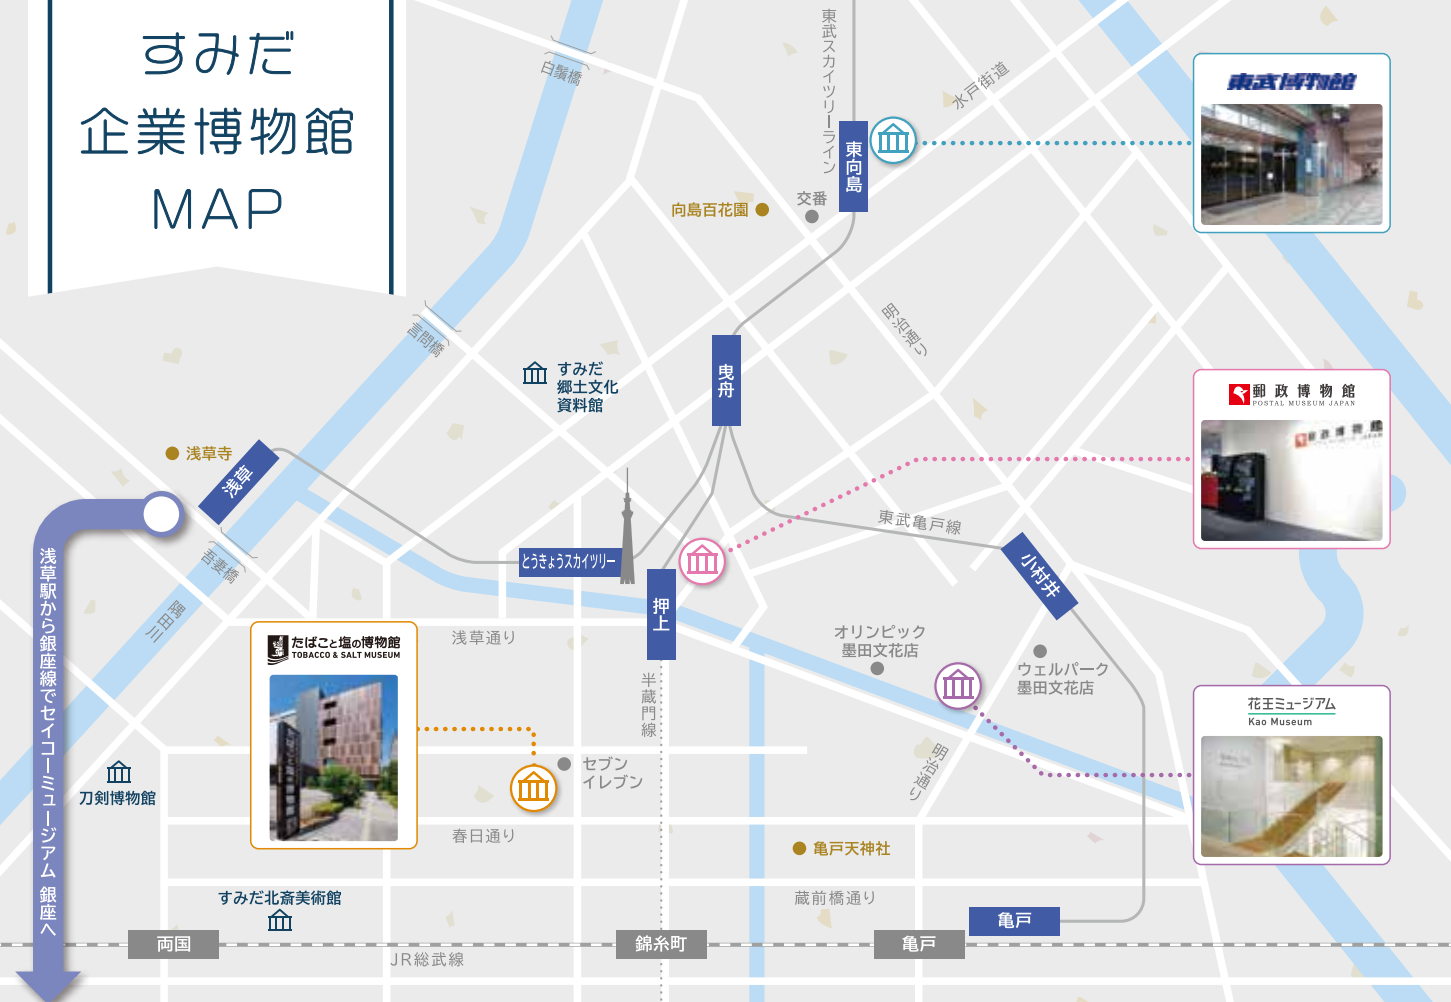 すみだ
企業博物館
MAP
白鬚橋
東武スカイツリーライン
水戸街道
東向島
交番
向島百花園
東武博物館
言問橋
明治通り
すみだ
郷土文化
資料館
曳舟
郵政博物館
POSTAL MUSEUM JAPAN
郵政博物館
浅草寺
浅草
東武亀戸線
とうきょうスカイツリー
小村井
吾妻橋
隅田川
押上
浅草駅から銀座線でセイコーミュージアム 銀座へ
たばこと塩の博物館
TOBACCO & SALT MUSEUM
浅草通り
オリンピック
墨田文花店
ウェルパーク
墨田文花店
半蔵門線
花王ミュージアム
Kao Museum
セブン
イレブン
明治通り
刀剣博物館
春日通り
亀戸天神社
すみだ北斎美術館
蔵前橋通り
亀戸
両国
錦糸町
亀戸
JR総武線